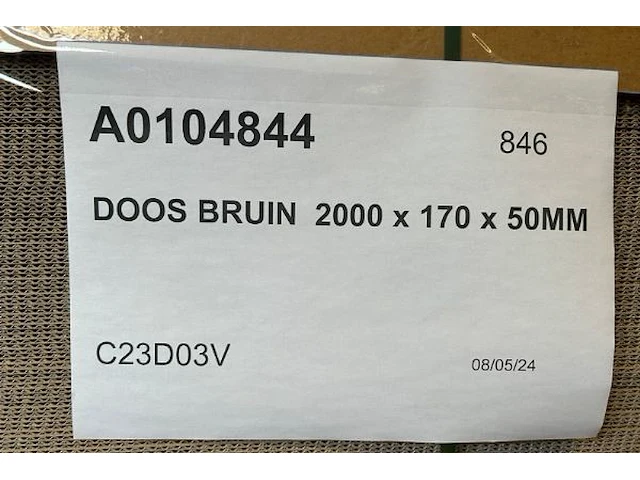 A0104844 846
DOOS BRUIN 2000 x 170 x 50MM
C23D03V 08/05/24